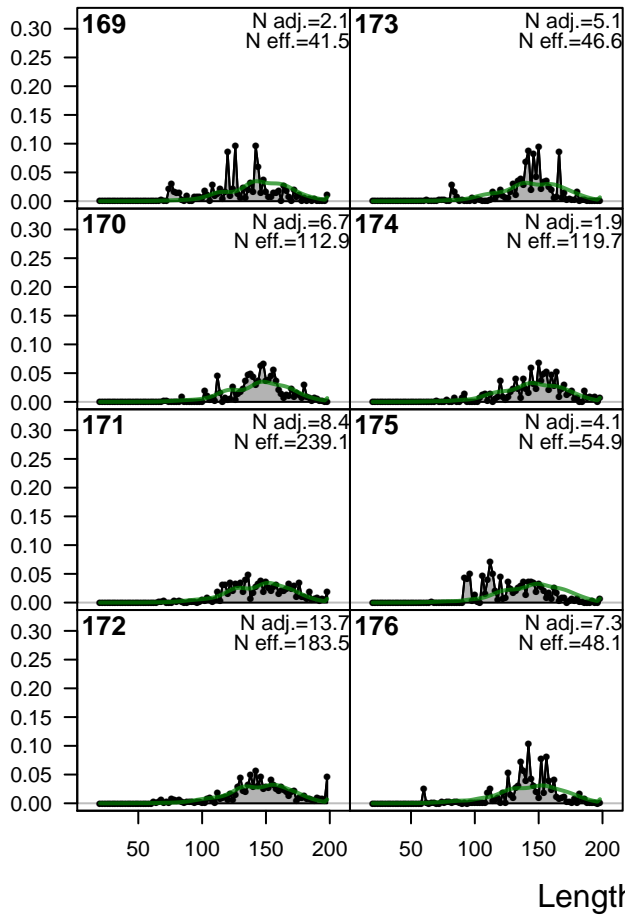 169
N adj.=2.1
N eff.=41.5
173
N adj.=5.1
N eff.=46.6
0.30
0.25
0.20
0.15
0.10
0.05
0.00
170
N adj.=6.7
N eff.=112.9
174
N adj.=1.9
N eff.=119.7
0.30
0.25
0.20
0.15
0.10
0.05
0.00
171
N adj.=8.4
N eff.=239.1
175
N adj.=4.1
N eff.=54.9
0.30
0.25
0.20
0.15
0.10
0.05
0.00
172
N adj.=13.7
N eff.=183.5
176
N adj.=7.3
N eff.=48.1
0.30
0.25
0.20
0.15
0.10
0.05
0.00
50 100 150 200 50 100 150 200
Length